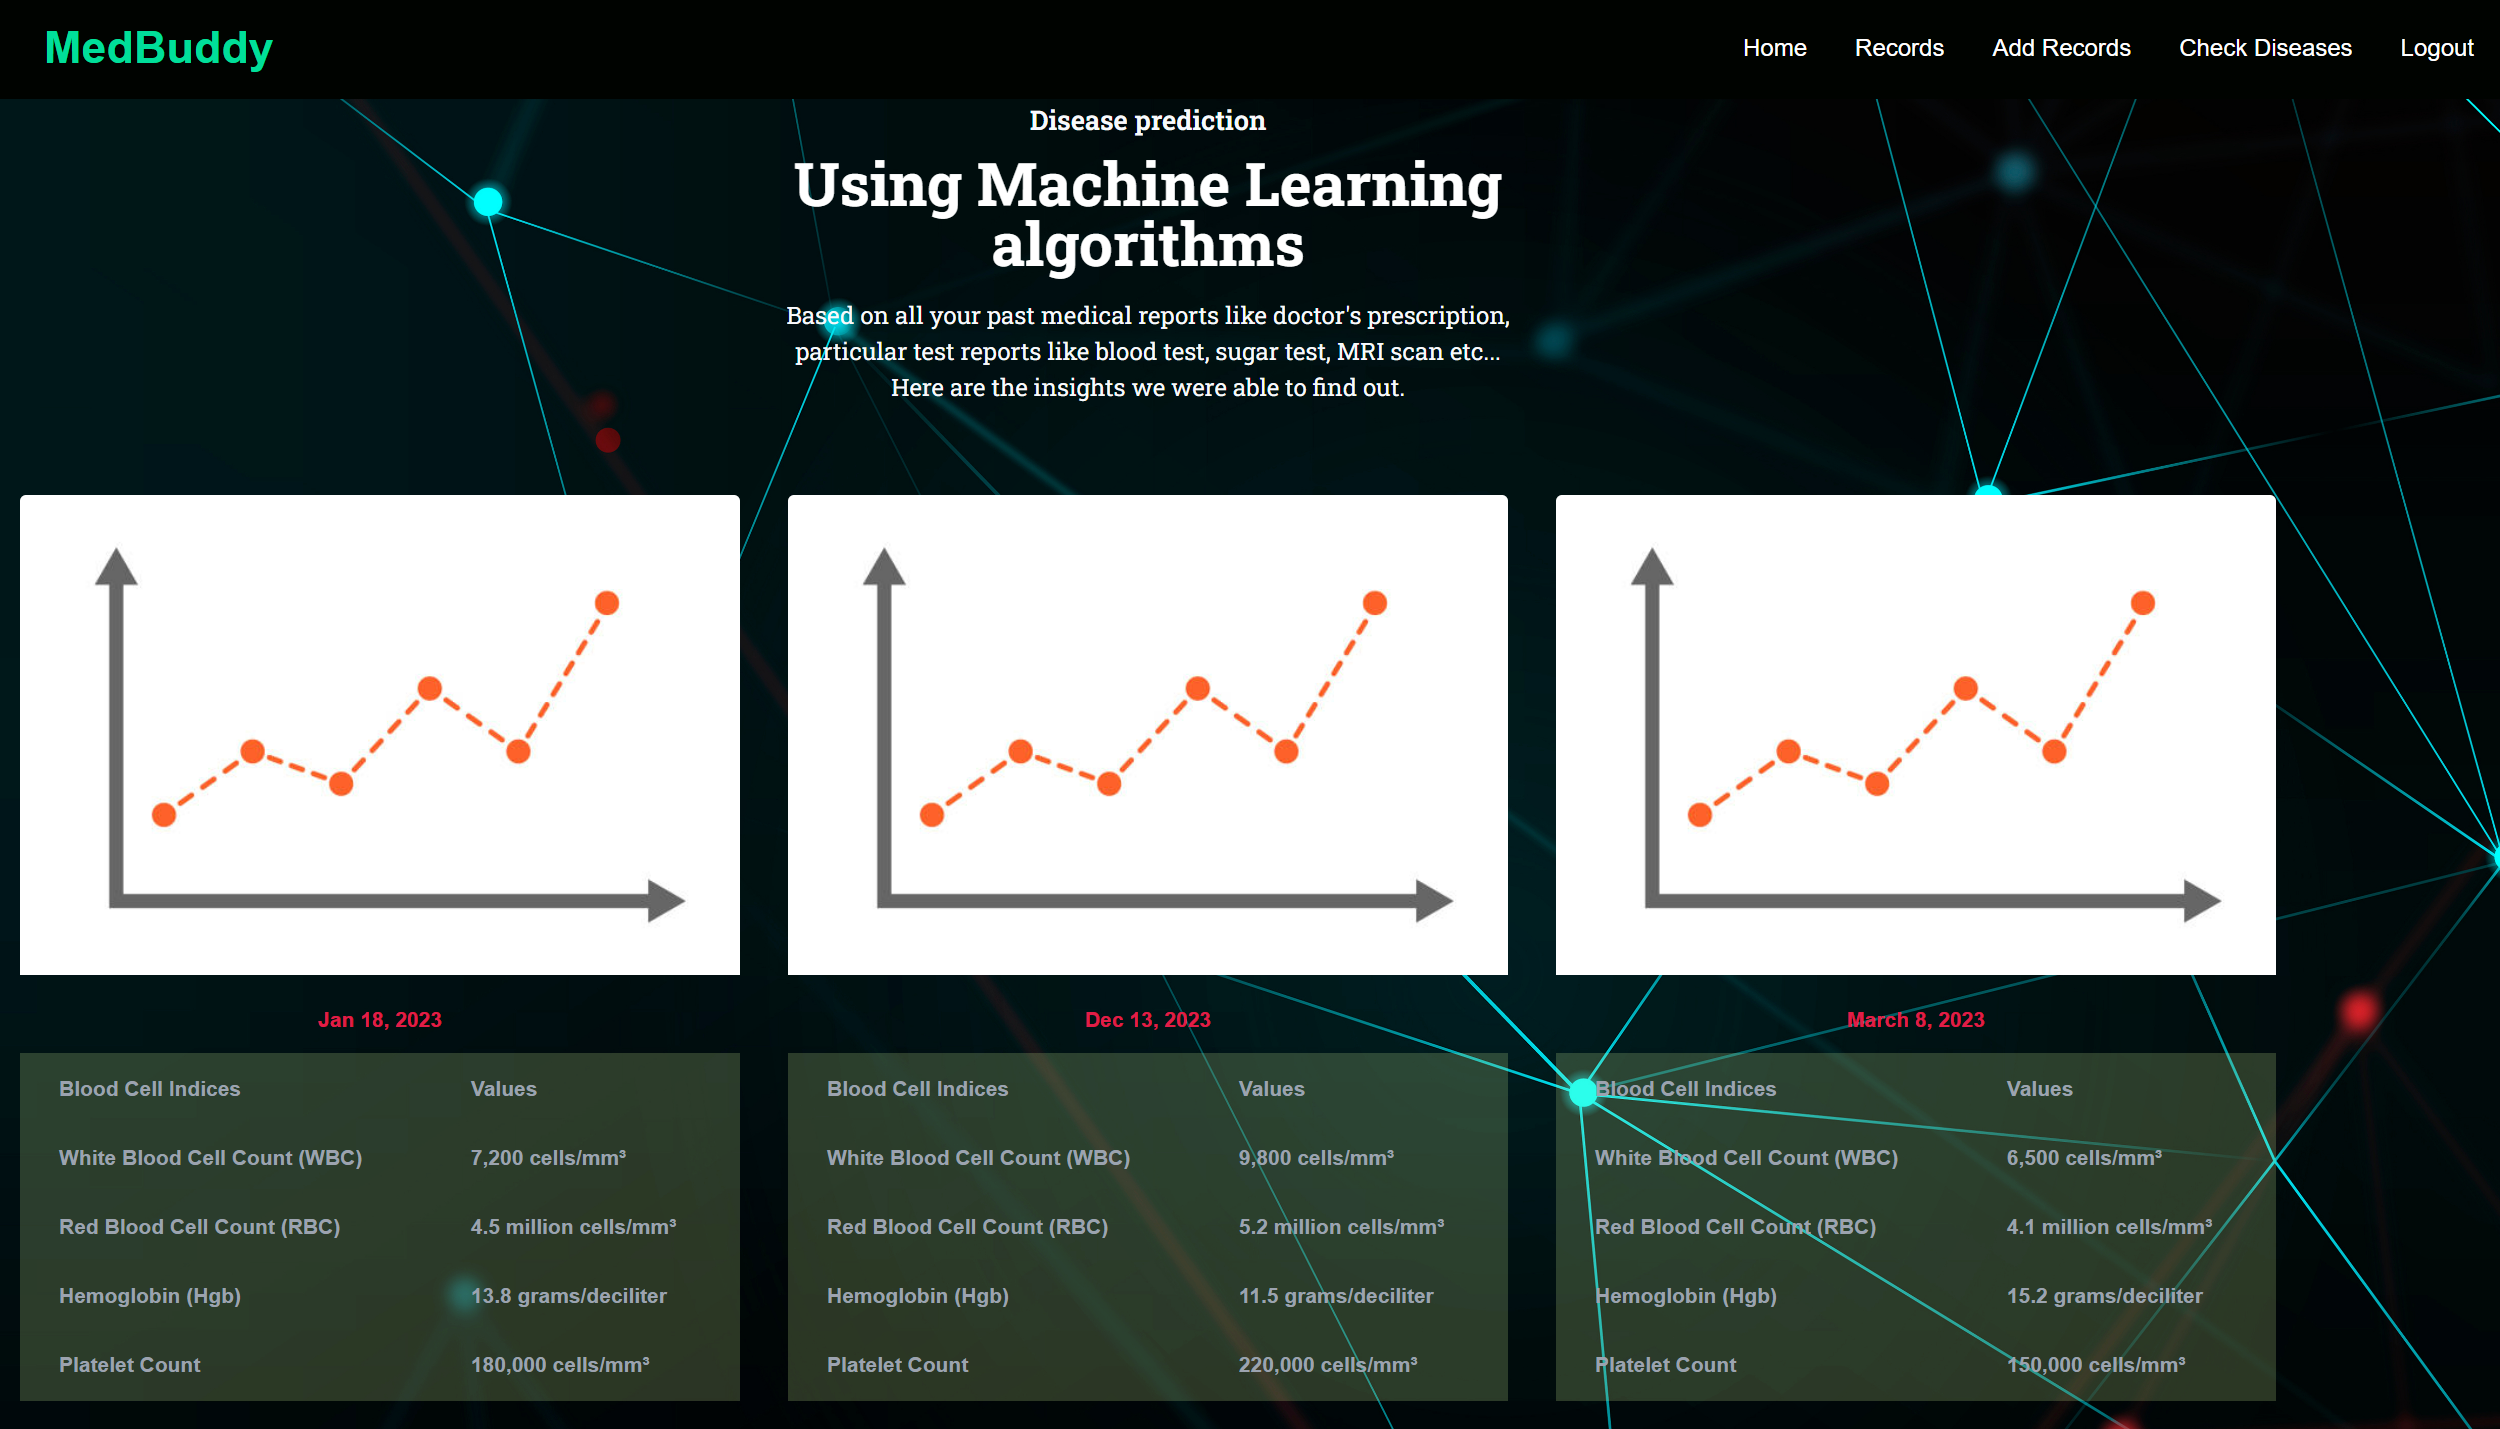 MedBuddy
Home Records Add Records Check Diseases Logout
Disease prediction
Using Machine Learning
algorithms
Based on all your past medical reports like doctor's prescription,
particular test reports like blood test, sugar test, MRI scan etc...
Here are the insights we were able to find out.
Jan 18, 2023
Blood Cell Indices Values
White Blood Cell Count (WBC) 7,200 cells/mm³
Red Blood Cell Count (RBC) 4.5 million cells/mm³
Hemoglobin (Hgb) 13.8 grams/deciliter
Platelet Count 180,000 cells/mm³
Dec 13, 2023
Blood Cell Indices Values
White Blood Cell Count (WBC) 9,800 cells/mm³
Red Blood Cell Count (RBC) 5.2 million cells/mm³
Hemoglobin (Hgb) 11.5 grams/deciliter
Platelet Count 220,000 cells/mm³
March 8, 2023
Blood Cell Indices Values
White Blood Cell Count (WBC) 6,500 cells/mm³
Red Blood Cell Count (RBC) 4.1 million cells/mm³
Hemoglobin (Hgb) 15.2 grams/deciliter
Platelet Count 150,000 cells/mm³